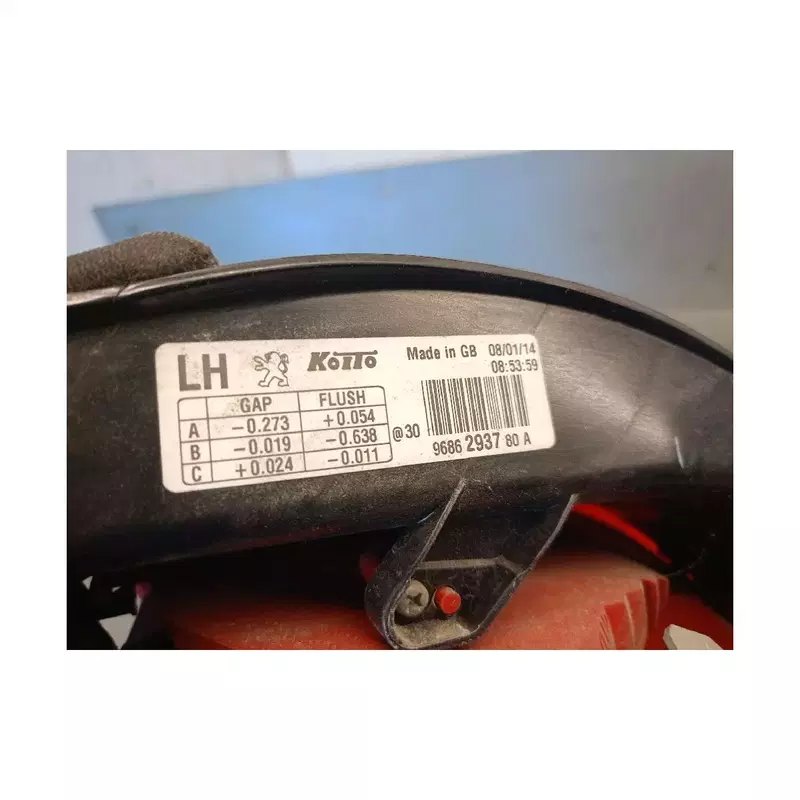 LH KOITO Made in GB 08/01/14
08:53:59
GAP FLUSH
A -0.273 +0.054
B -0.019 -0.638
C +0.024 -0.011
@30
9686 2937 80 A